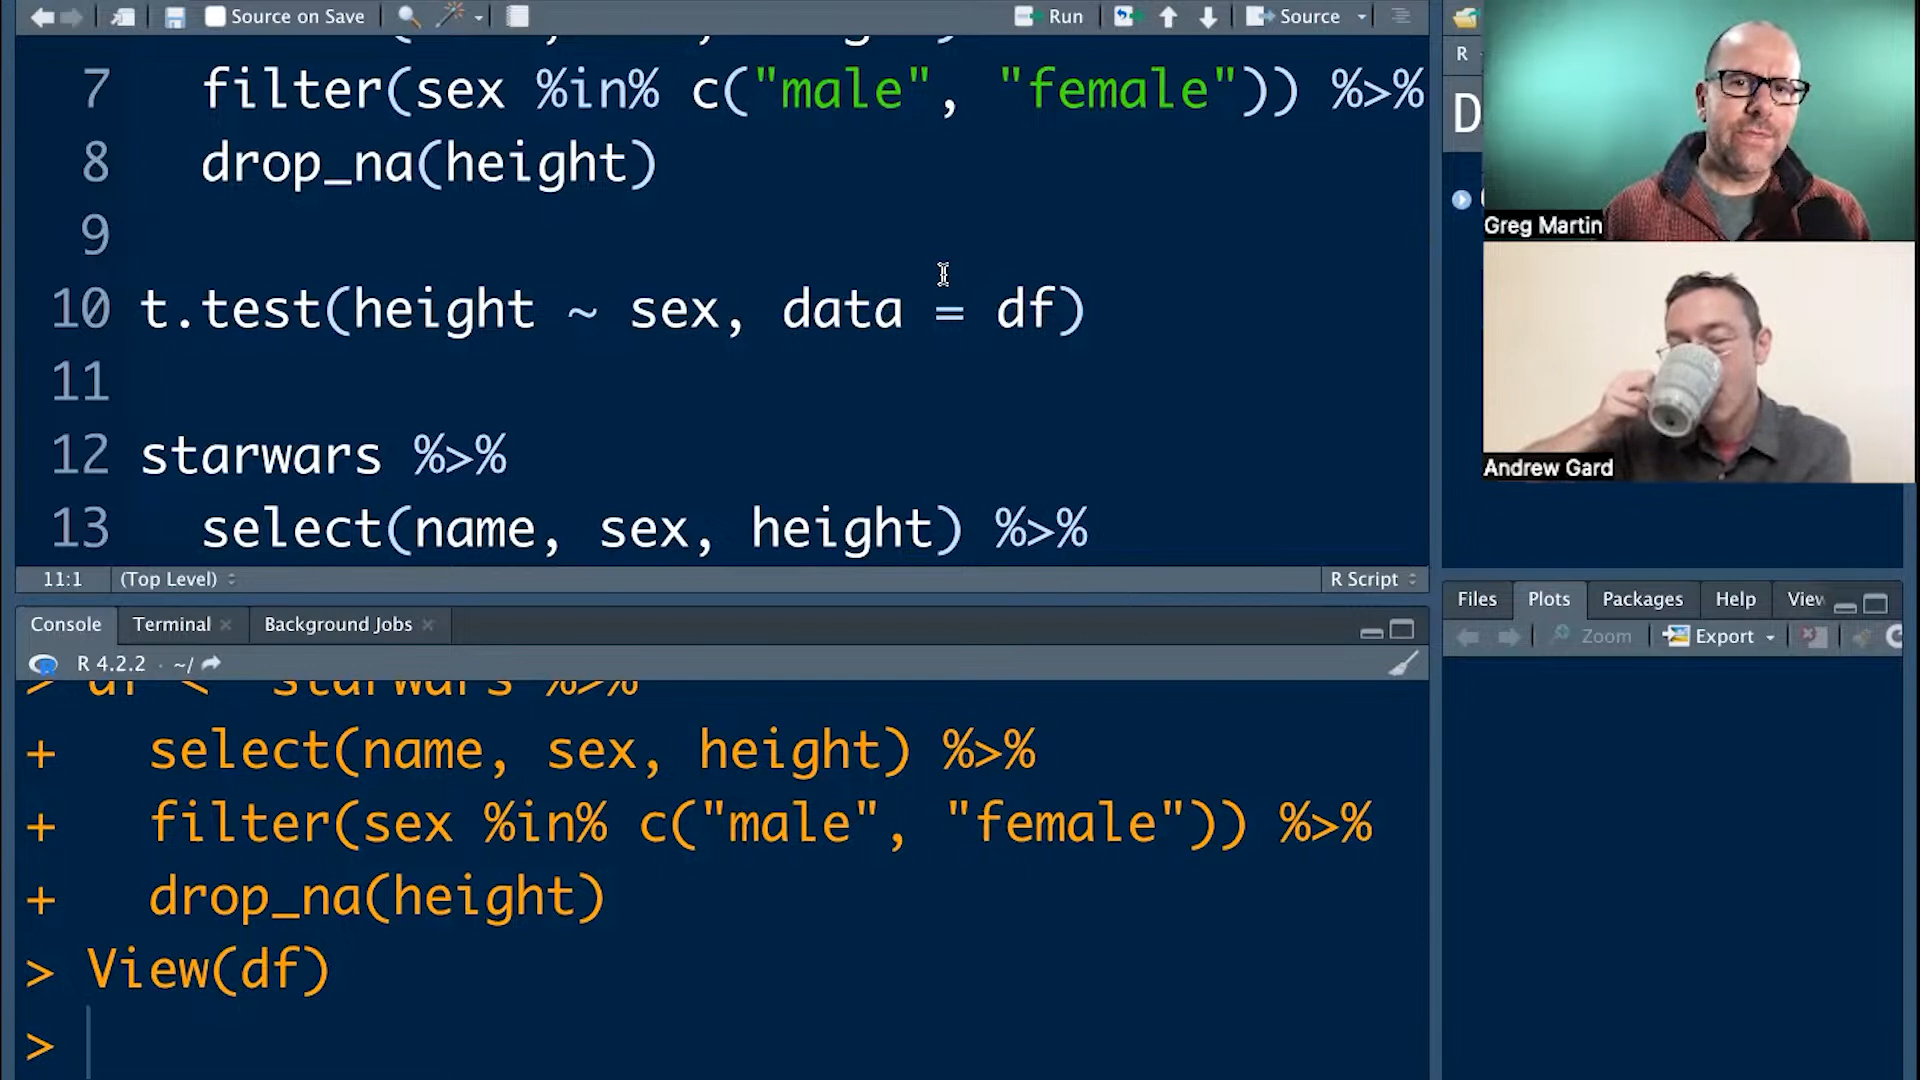 Source on Save
Run
Source
7 filter(sex %in% c("male", "female")) %>%
8 drop_na(height)
9
10 t.test(height ~ sex, data = df)
11
12 starwars %>%
13 select(name, sex, height) %>%
11:1 (Top Level)
R Script
Console Terminal Background Jobs
R 4.2.2 · ~/
> df <- starwars %>%
+ select(name, sex, height) %>%
+ filter(sex %in% c("male", "female")) %>%
+ drop_na(height)
> View(df)
>
R
D
Greg Martin
Andrew Gard
Files Plots Packages Help View
Zoom Export